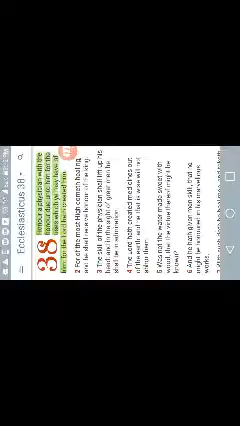 Ecclesiasticus 38
38 Honour a physician with the
honour due unto him for the
uses which ye may have of
him: for the Lord hath created him.
2 For of the most High cometh healing,
and he shall receive honour of the king.
3 The skill of the physician shall lift up his
head: and in the sight of great men he
shall be in admiration.
4 The Lord hath created medicines out
of the earth; and he that is wise will not
abhor them.
5 Was not the water made sweet with
wood, that the virtue thereof might be
known?
6 And he hath given men skill, that he
might be honoured in his marvellous
works.